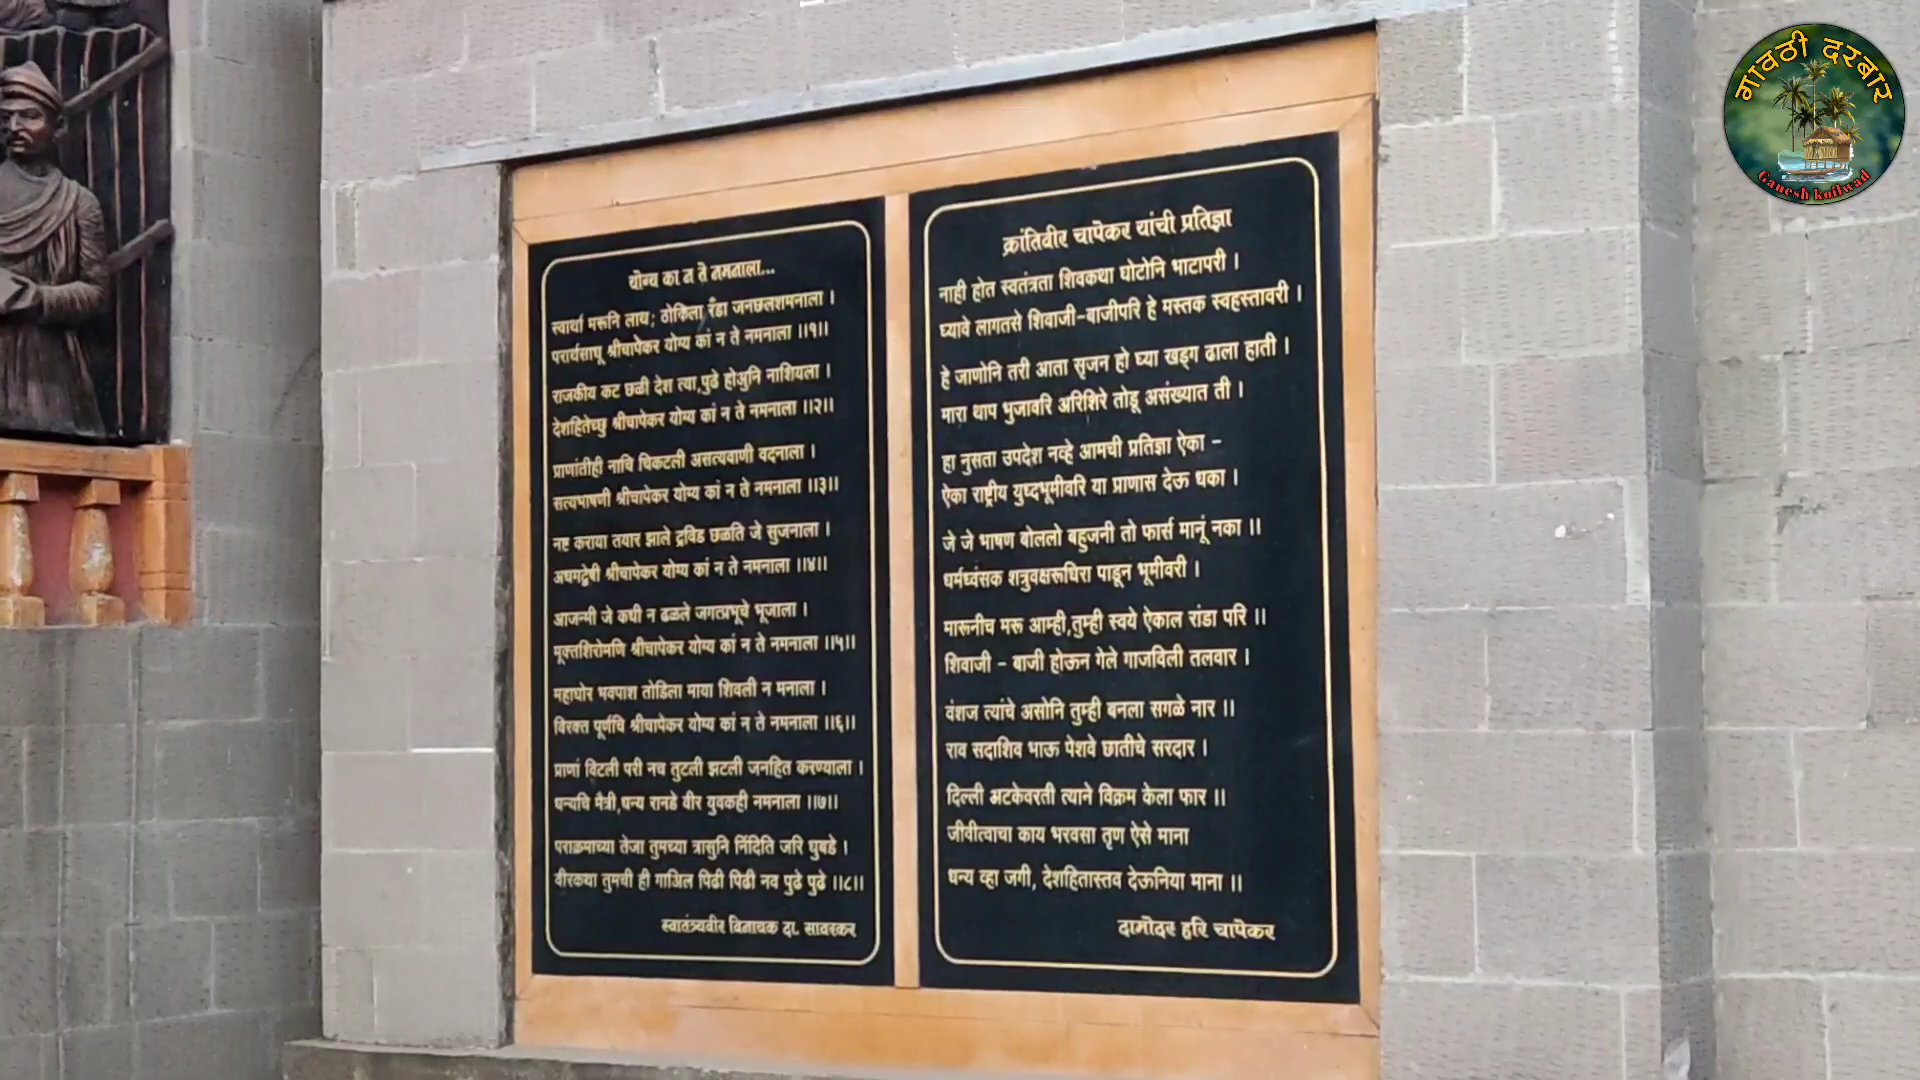 योग्य का न ते नमनाला...
स्वार्था मरूनि लाथ; ठोकिला रँडा जनछलशमनाला ।
परार्थसाधू श्रीचापेकर योग्य कां न ते नमनाला ।।१।।
राजकीय कट छळी देश त्या,पुढे होउनि नाशियला ।
देशहितेच्छु श्रीचापेकर योग्य कां न ते नमनाला ।।२।।
प्राणांतीही नाचि चिकटली असत्यवाणी वदनाला ।
सत्यभाषणी श्रीचापेकर योग्य कां न ते नमनाला ।।३।।
नष्ट कराया तयार झाले द्रविड छळति जे सुजनाला ।
अधमद्वेषी श्रीचापेकर योग्य कां न ते नमनाला ।।४।।
आजन्मी जे कधी न ढळले जगत्प्रभूचे भूजाला ।
मूक्तशिरोमणि श्रीचापेकर योग्य कां न ते नमनाला ।।५।।
महाघोर भवपाश तोडिला माया शिवली न मनाला ।
विरक्त पूर्णचि श्रीचापेकर योग्य कां न ते नमनाला ।।६।।
प्राणां विटली परी नच तुटली झटली जनहित करण्याला ।
धन्यचि मैत्री,धन्य रानडे वीर युवकही नमनाला ।।७।।
पराक्रमाच्या तेजा तुमच्या त्रासुनि निंदिति जरि घुबडे ।
वीरकथा तुमची ही गाजिल पिढी पिढी नव पुढे पुढे ।।८।।
स्वातंत्र्यवीर विनायक दा. सावरकर
क्रांतिवीर चापेकर यांची प्रतिज्ञा
नाही होत स्वतंत्रता शिवकथा घोटोनि भाटापरी ।
घ्यावे लागतसे शिवाजी-बाजीपरि हे मस्तक स्वहस्तावरी ।
हे जाणोनि तरी आता सृजन हो घ्या खड्ग ढाला हाती ।
मारा थाप भुजावरि अरिशिरे तोडू असंख्यात ती ।
हा नुसता उपदेश नव्हे आमची प्रतिज्ञा ऐका -
ऐका राष्ट्रीय युध्दभूमीवरि या प्राणास देऊ धका ।
जे जे भाषण बोललो बहुजनी तो फार्स मानूं नका ।।
धर्मध्वंसक शत्रुवक्षरूधिरा पाडून भूमीवरी ।
मारूनीच मरू आम्ही,तुम्ही स्वये ऐकाल रांडा परि ।।
शिवाजी - बाजी होऊन गेले गाजविली तलवार ।
वंशज त्यांचे असोनि तुम्ही बनला सगळे नार ।।
राव सदाशिव भाऊ पेशवे छातीचे सरदार ।
दिल्ली अटकेवरती त्याने विक्रम केला फार ।।
जीवीत्वाचा काय भरवसा तृण ऐसे माना
धन्य व्हा जगी, देशहितास्तव देऊनिया माना ।।
दामोदर हरि चापेकर
गावठी दरबार
Ganesh koilwad